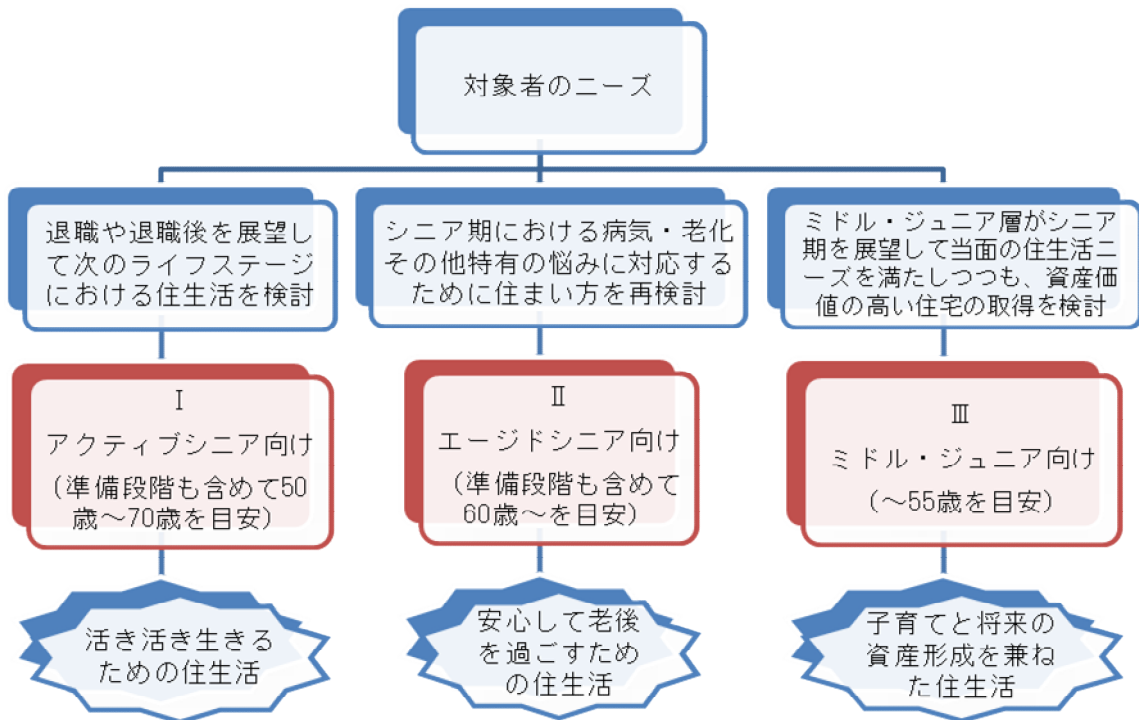 対象者のニーズ
退職や退職後を展望し
て次のライフステージ
における住生活を検討
シニア期における病気・老化
その他特有の悩みに対応する
ために住まい方を再検討
ミドル・ジュニア層がシニア
期を展望して当面の住生活ニ
ーズを満たしつつも、資産価
値の高い住宅の取得を検討
Ⅰ
アクティブシニア向け
（準備段階も含めて50
歳～70歳を目安）
Ⅱ
エージドシニア向け
（準備段階も含めて
60歳～を目安）
Ⅲ
ミドル・ジュニア向け
（～55歳を目安）
活き活き生きる
ための住生活
安心して老後
を過ごすため
の住生活
子育てと将来の
資産形成を兼ね
た住生活